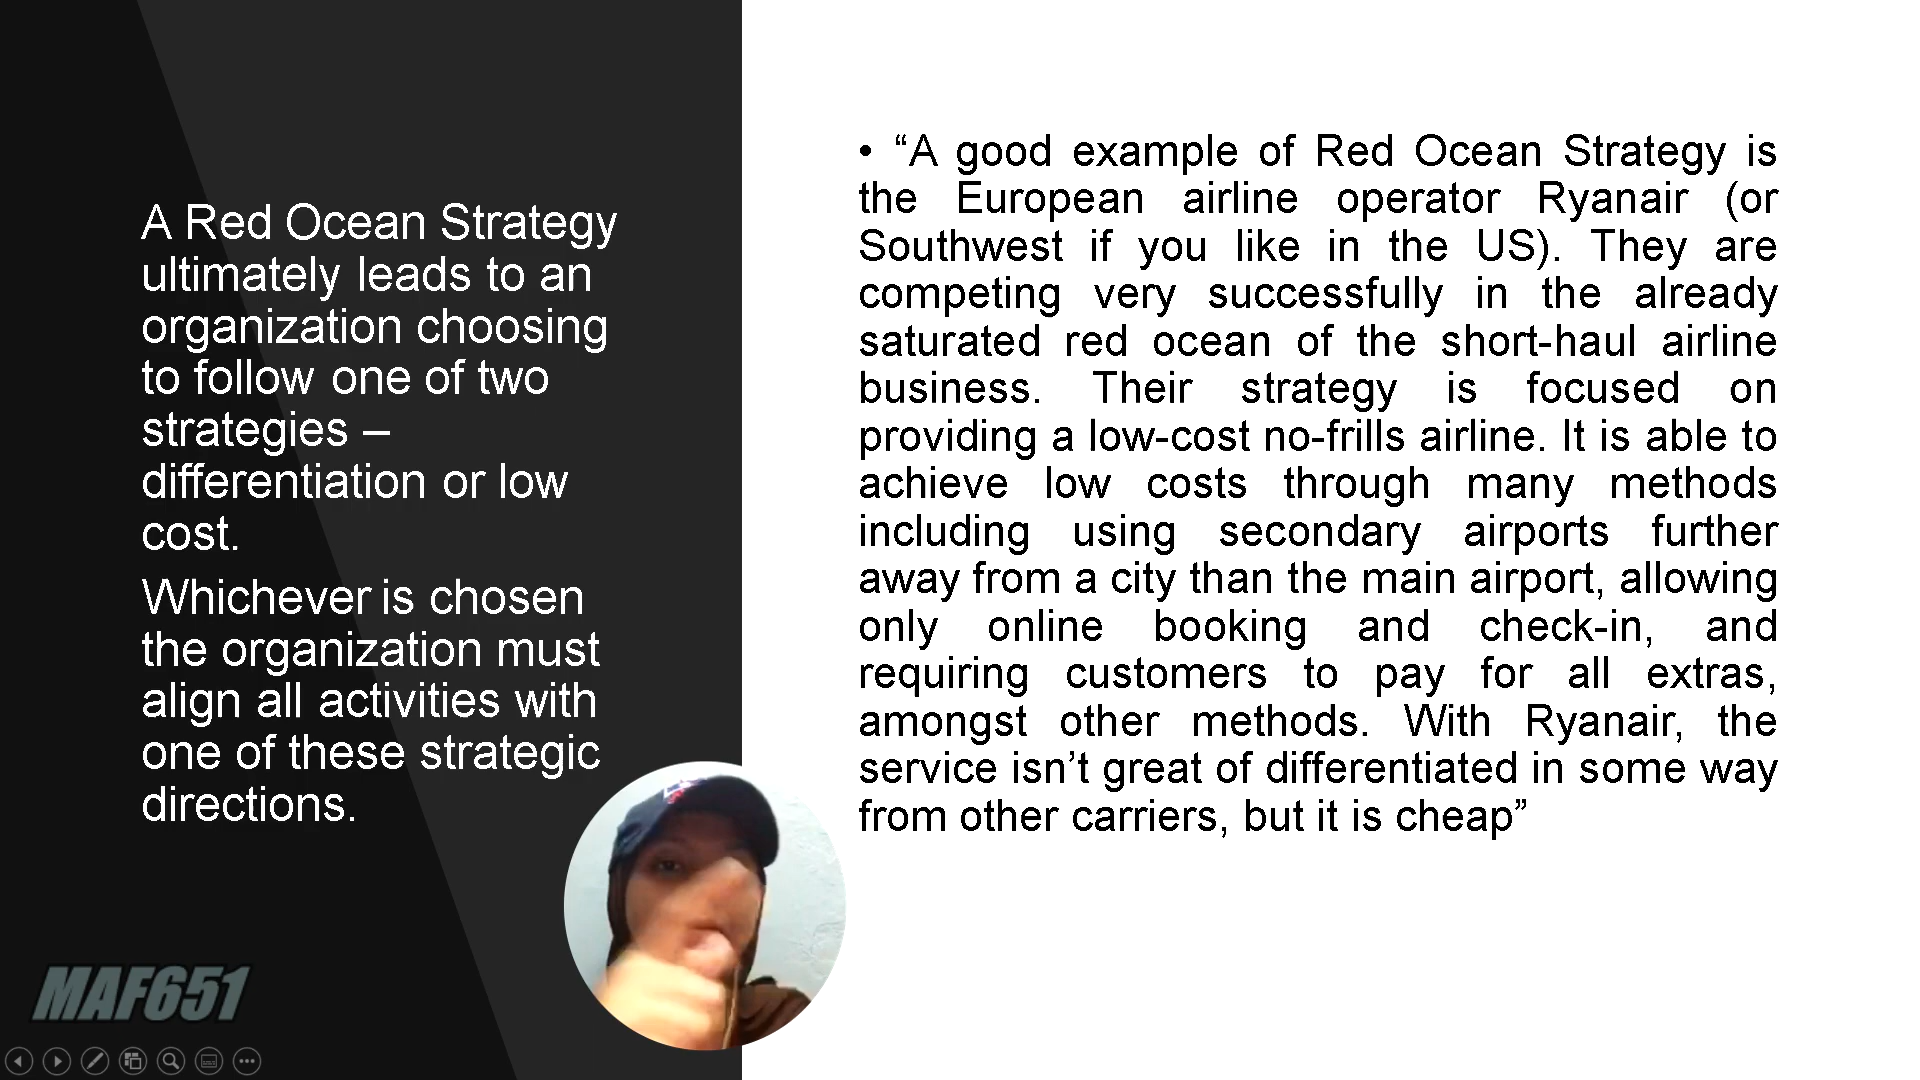 A Red Ocean Strategy
ultimately leads to an
organization choosing
to follow one of two
strategies –
differentiation or low
cost.
Whichever is chosen
the organization must
align all activities with
one of these strategic
directions.
• “A good example of Red Ocean Strategy is
the European airline operator Ryanair (or
Southwest if you like in the US). They are
competing very successfully in the already
saturated red ocean of the short-haul airline
business. Their strategy is focused on
providing a low-cost no-frills airline. It is able to
achieve low costs through many methods
including using secondary airports further
away from a city than the main airport, allowing
only online booking and check-in, and
requiring customers to pay for all extras,
amongst other methods. With Ryanair, the
service isn’t great of differentiated in some way
from other carriers, but it is cheap”
MAF651